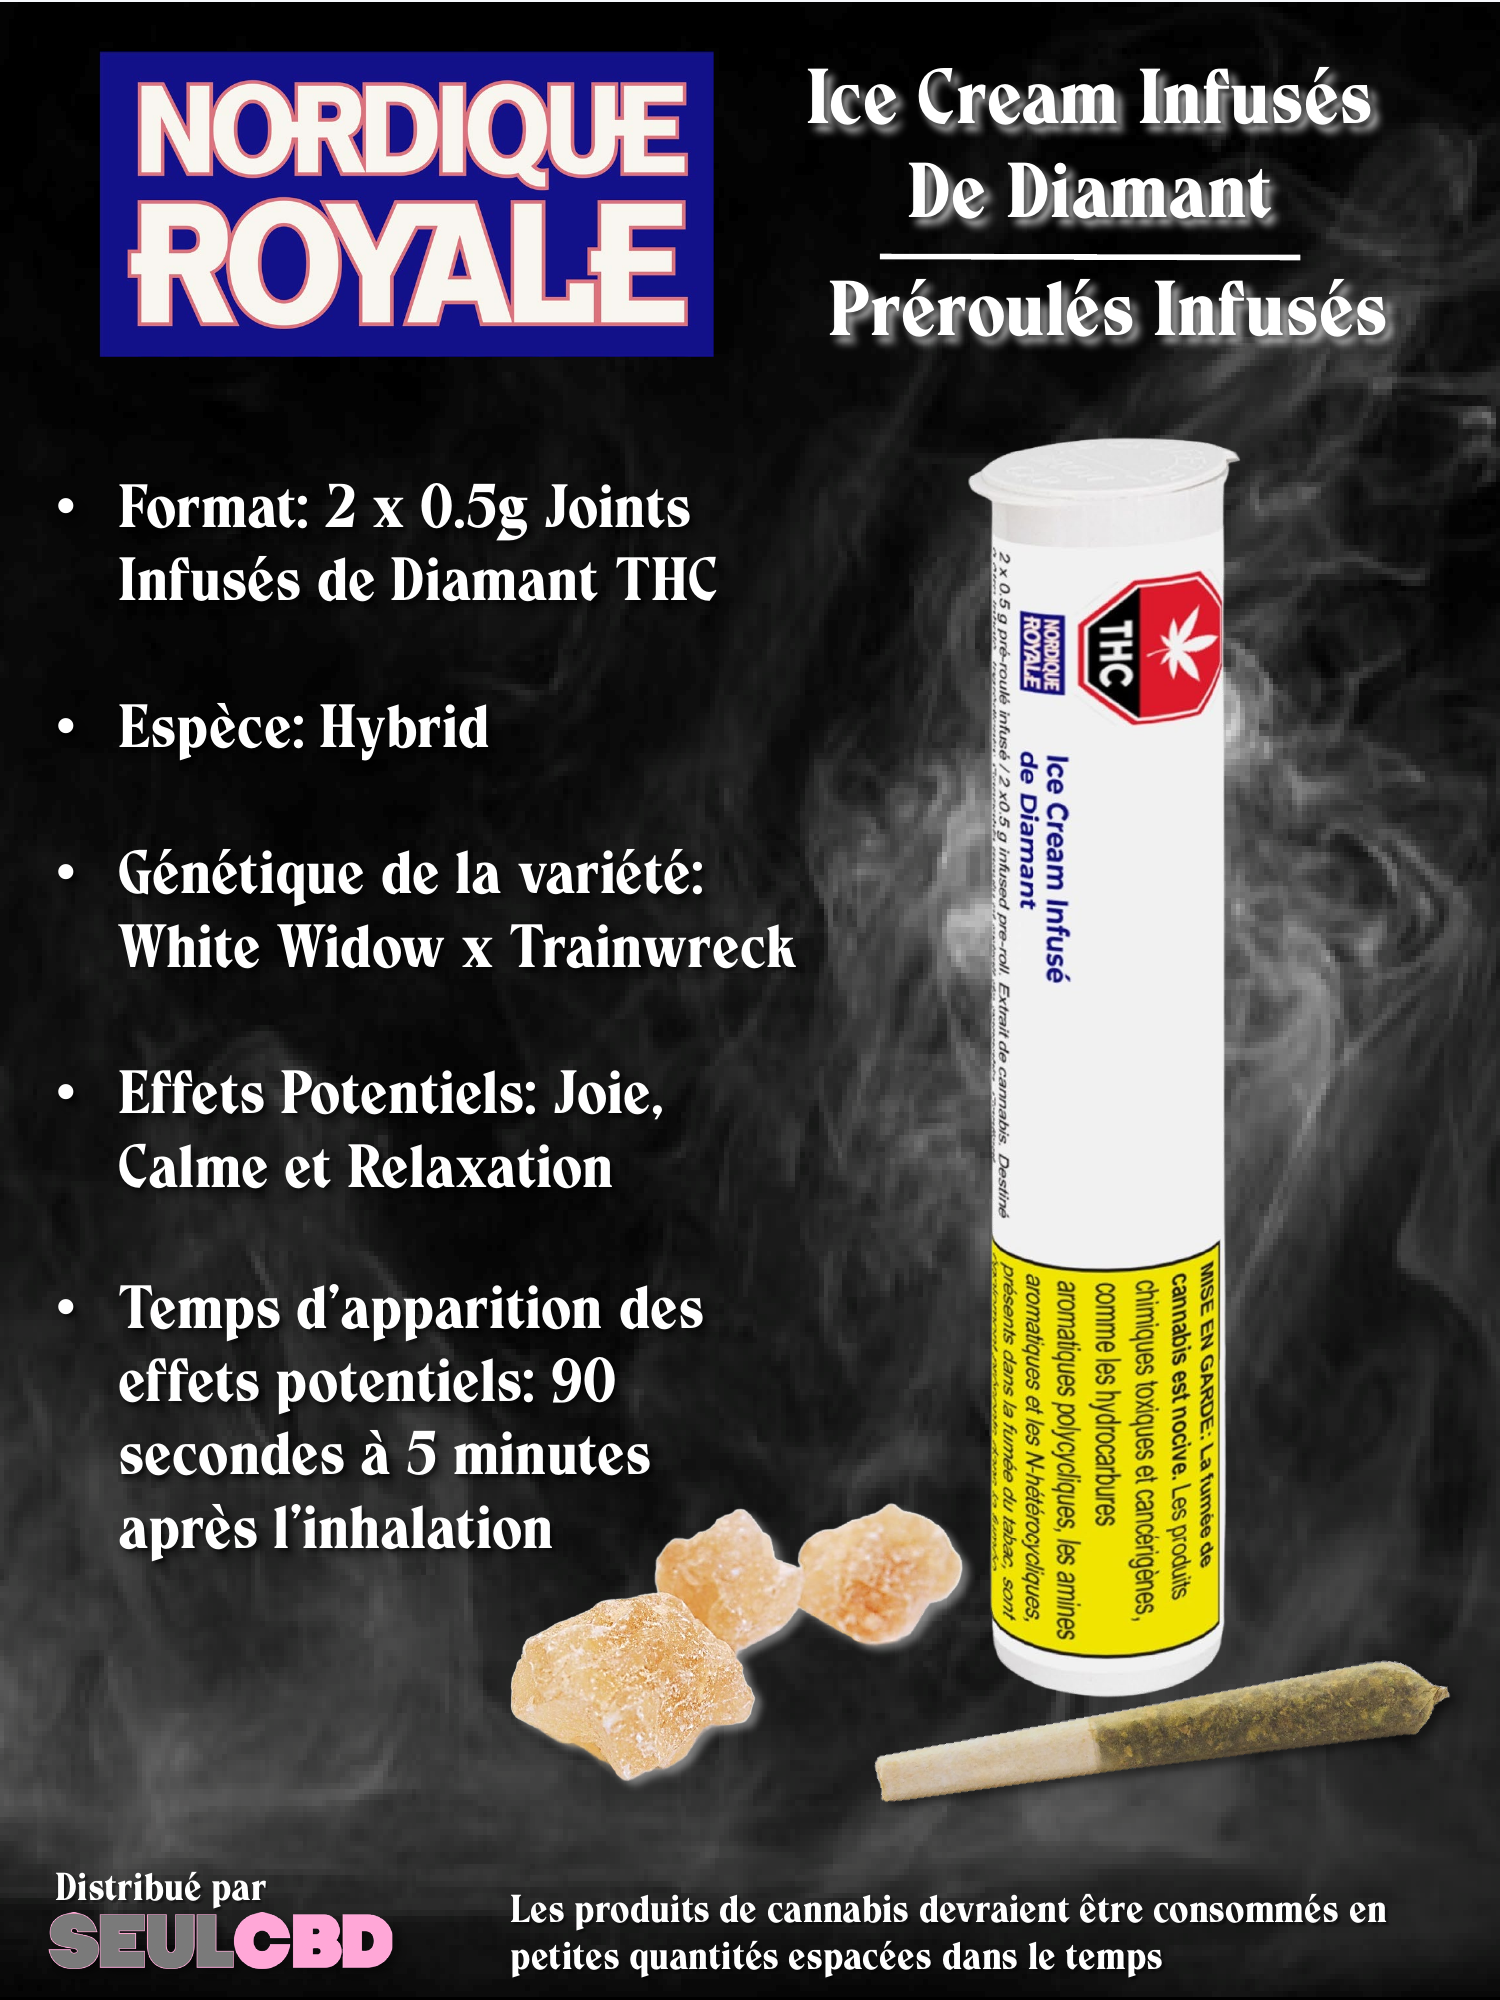 NORDIQUE
ROYALE
Ice Cream Infusés
De Diamant
Préroulés Infusés
• Format: 2 x 0.5g Joints
Infusés de Diamant THC
• Espèce: Hybrid
• Génétique de la variété:
White Widow x Trainwreck
• Effets Potentiels: Joie,
Calme et Relaxation
• Temps d’apparition des
effets potentiels: 90
secondes à 5 minutes
après l’inhalation
THC
NORDIQUE
ROYALE
Ice Cream Infusé
de Diamant
2 x 0.5 g pré-roulé infusé / 2 x0.5 g infused pre-roll. Extrait de cannabis. Destiné
MISE EN GARDE: La fumée de
cannabis est nocive. Les produits
chimiques toxiques et cancérigènes,
comme les hydrocarbures
aromatiques polycycliques, les amines
aromatiques et les N-hétérocycliques,
présents dans la fumée du tabac, sont
Distribué par
SEULCBD
Les produits de cannabis devraient être consommés en
petites quantités espacées dans le temps